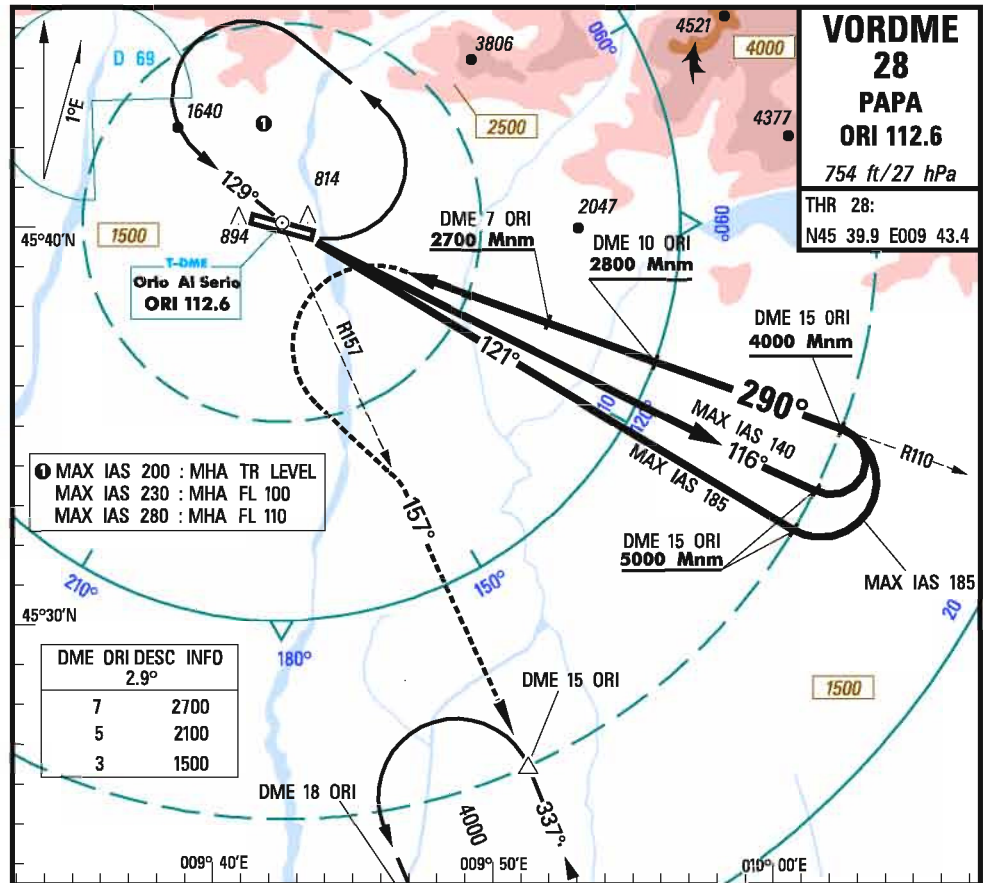 VORDME
28
PAPA
ORI 112.6
754 ft/27 hPa
THR 28:
N45 39.9 E009 43.4
D 69
1°E
1640
❶
3806
4521
4000
2500
4377
060°
129°
814
894
1500
2047
090°
45°40'N
DME 7 ORI
2700 Mnm
DME 10 ORI
2800 Mnm
T-DME
Orio Al Serio
ORI 112.6
DME 15 ORI
4000 Mnm
R157
121°
290°
10
120°
MAX IAS 140
116°
R110
MAX IAS 185
❶ MAX IAS 200 : MHA TR LEVEL
MAX IAS 230 : MHA FL 100
MAX IAS 280 : MHA FL 110
157°
DME 15 ORI
5000 Mnm
MAX IAS 185
210°
150°
20
45°30'N
180°
DME ORI DESC INFO
2.9°
7 2700
5 2100
3 1500
DME 15 ORI
1500
DME 18 ORI
4000
337°
009° 40'E
009° 50'E
010° 00'E